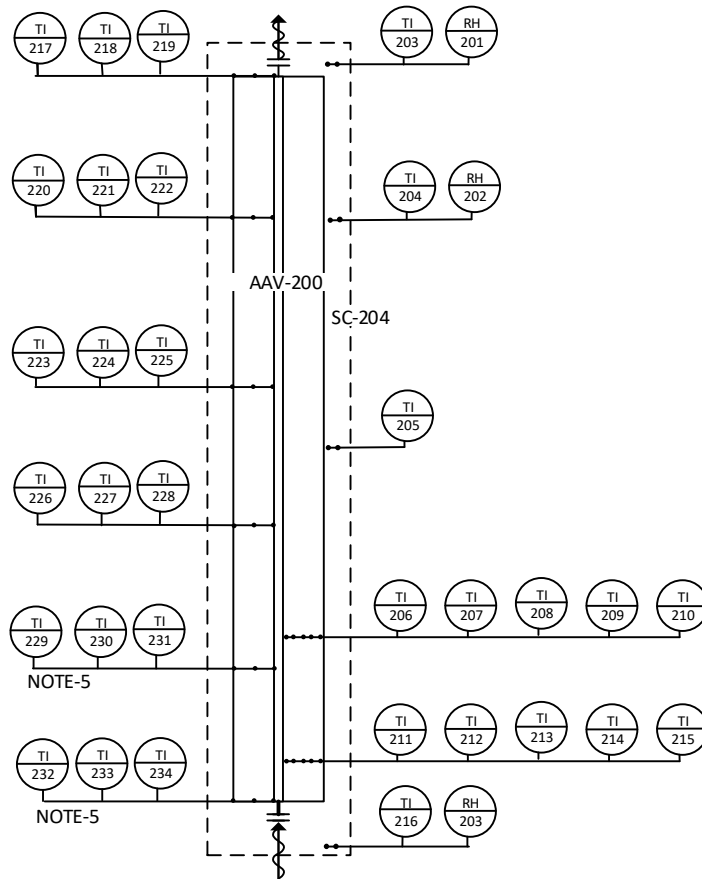 TI TI TI TI RH
217 218 219 203 201
TI TI TI TI RH
220 221 222 204 202
AAV-200
SC-204
TI TI TI
223 224 225
TI
205
TI TI TI
226 227 228
TI TI TI TI TI
206 207 208 209 210
TI TI TI
229 230 231
NOTE-5
TI TI TI TI TI
211 212 213 214 215
TI TI TI
232 233 234
NOTE-5
TI RH
216 203